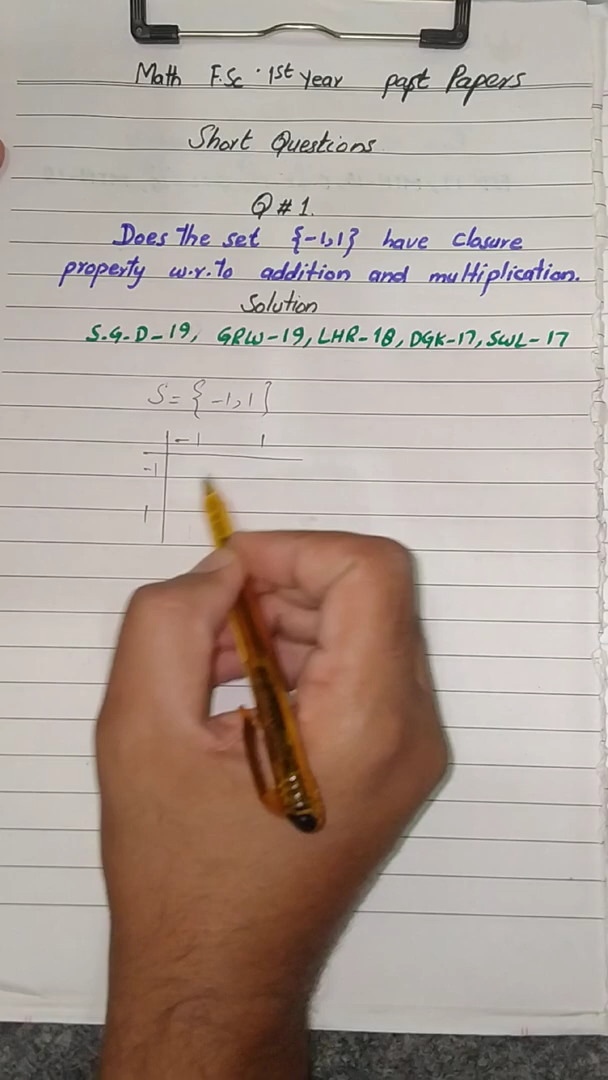 Math F.Sc. 1st year past Papers
Short Questions
Q # 1.
Does the set {-1,1} have closure
property w.r.to addition and multiplication.
Solution
S.G.D-19, GRW-19, LHR-18, DGK-17, SWL-17
S = {-1,1}
-1 1
-1
1